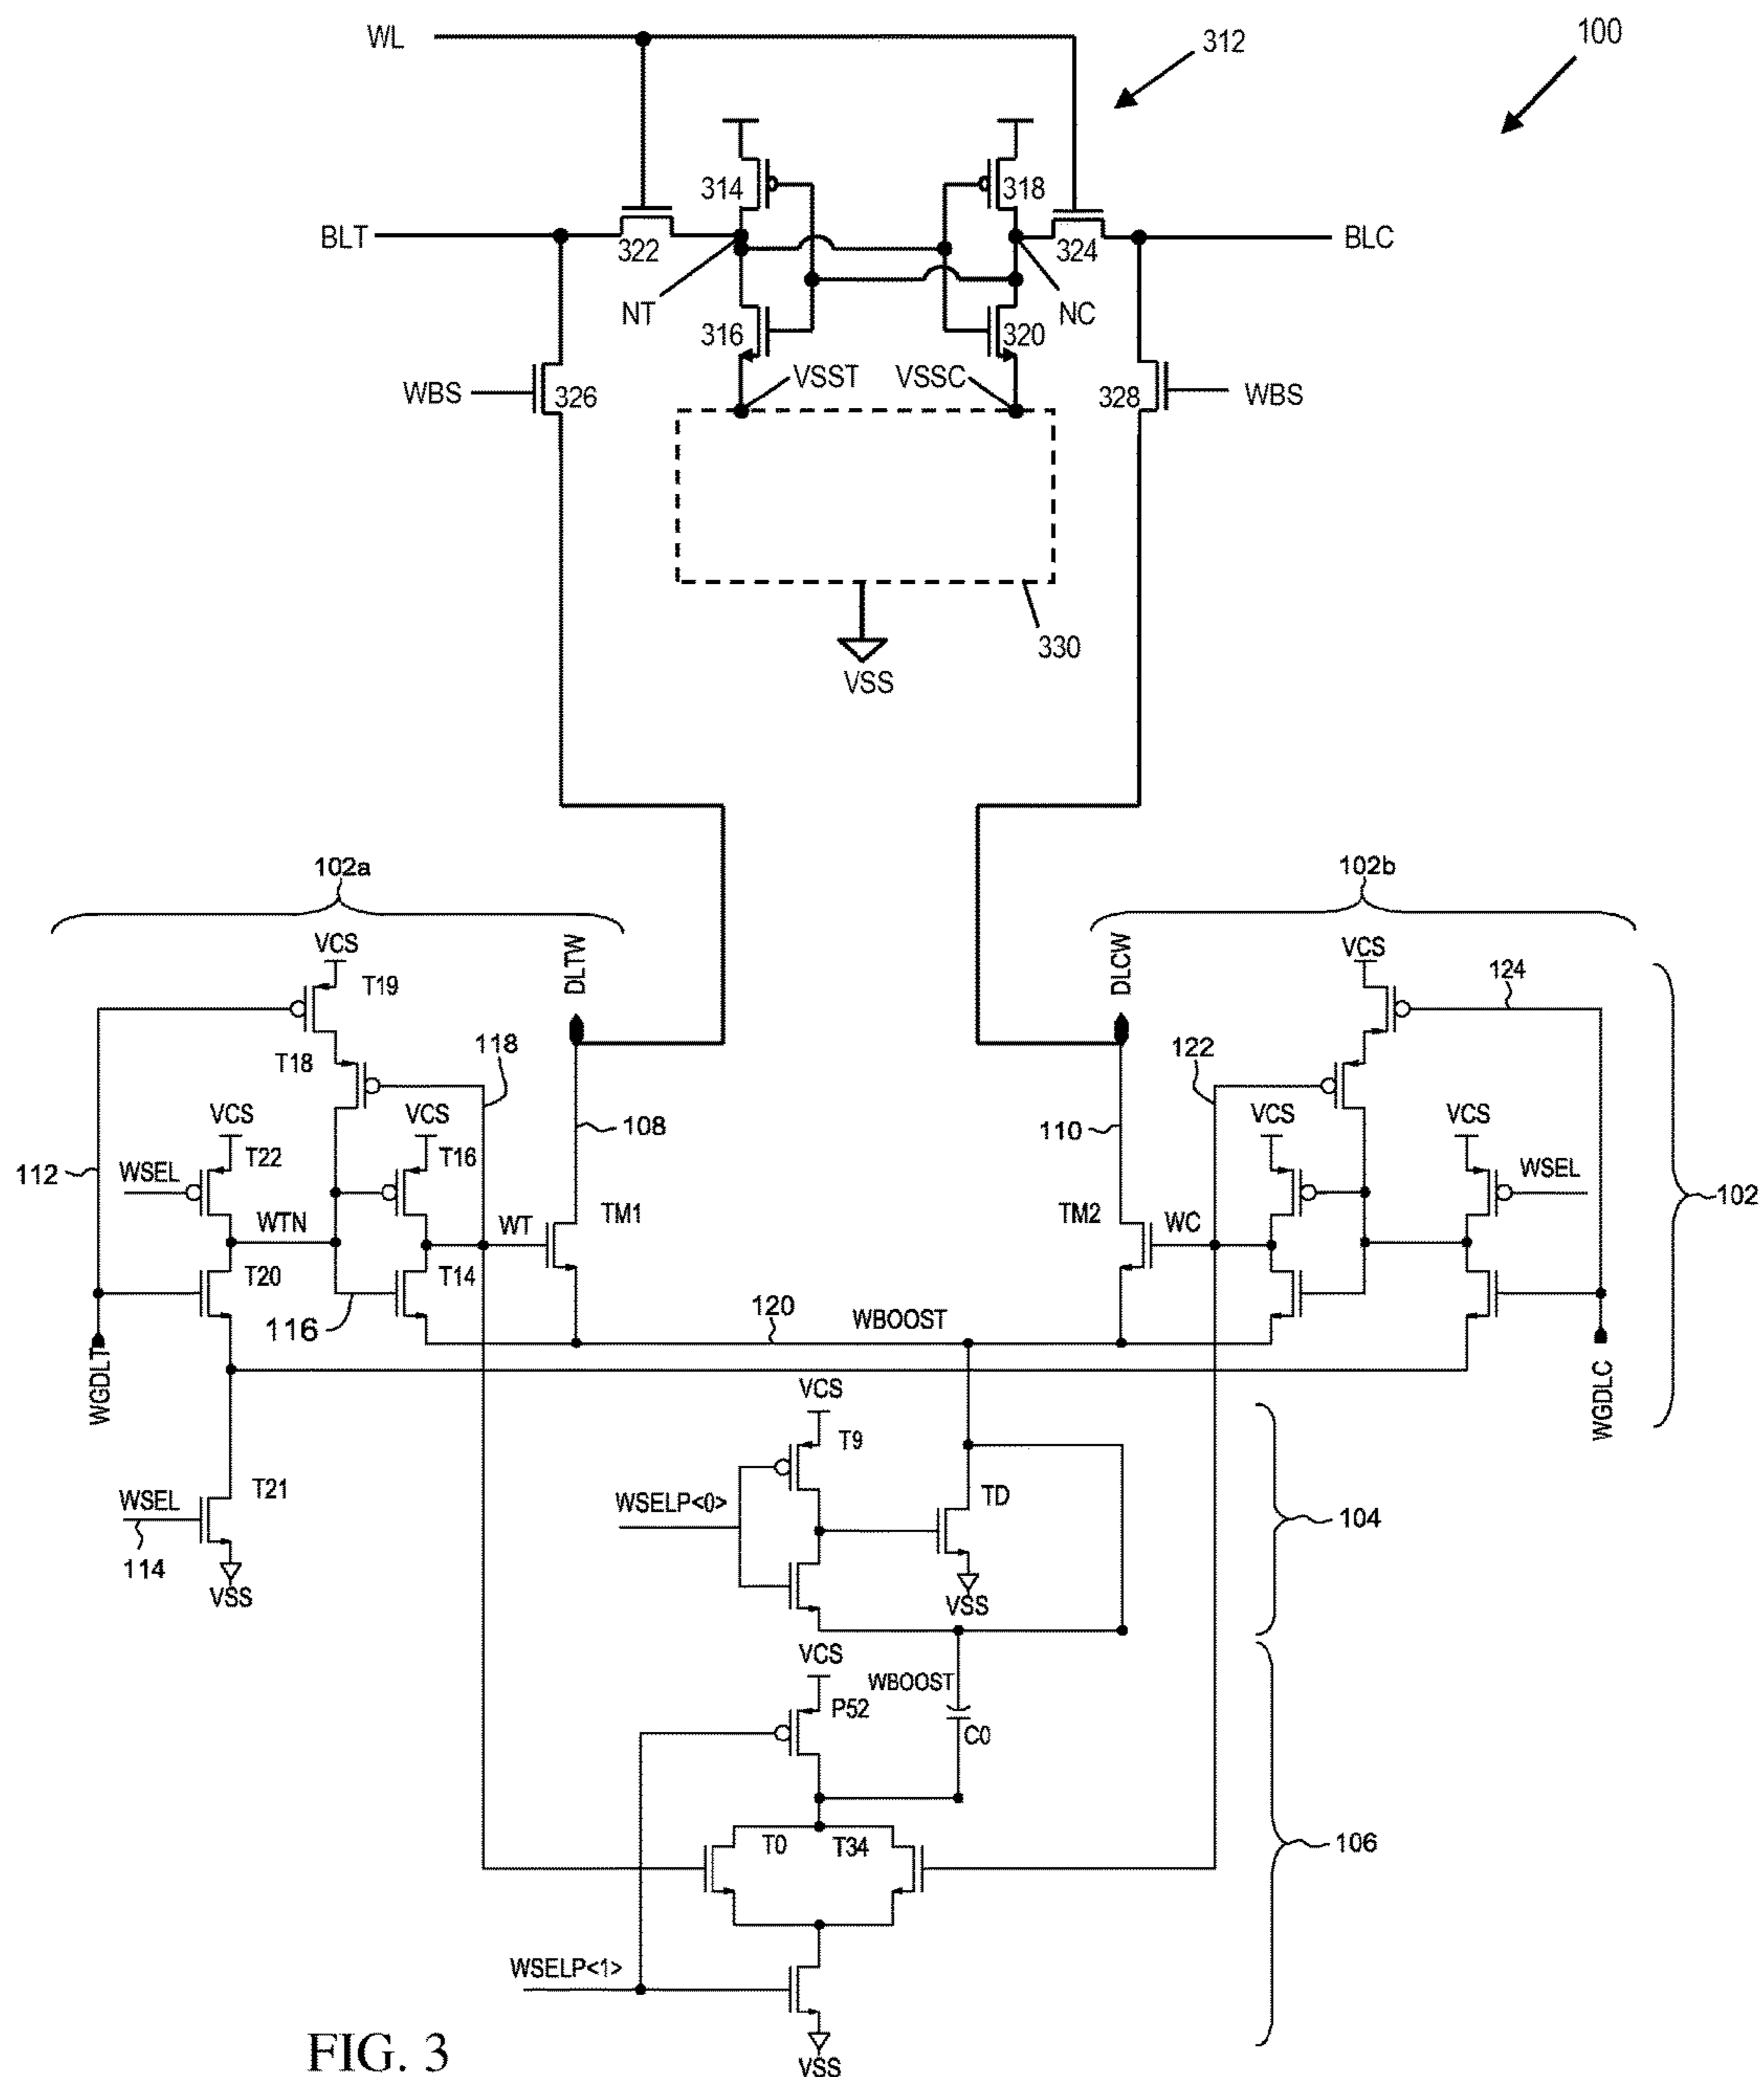 WL
312
100
314
318
BLT
322
324
BLC
NT
316
320
NC
WBS
326
VSST
VSSC
328
WBS
330
VSS
102a
102b
VCS
T19
DLTW
DLCW
VCS
124
118
T18
122
VCS
VCS
108
110
VCS
VCS
112
WSEL
T22
T16
WSEL
102
WTN
WT
TM1
TM2
WC
T20
T14
116
120
WBOOST
WGDLT
WGDLC
VCS
T9
WSEL
T21
WSELP<0>
TD
104
114
VSS
VSS
VCS
WBOOST
P52
C0
T0
T34
106
WSELP<1>
VSS
FIG. 3